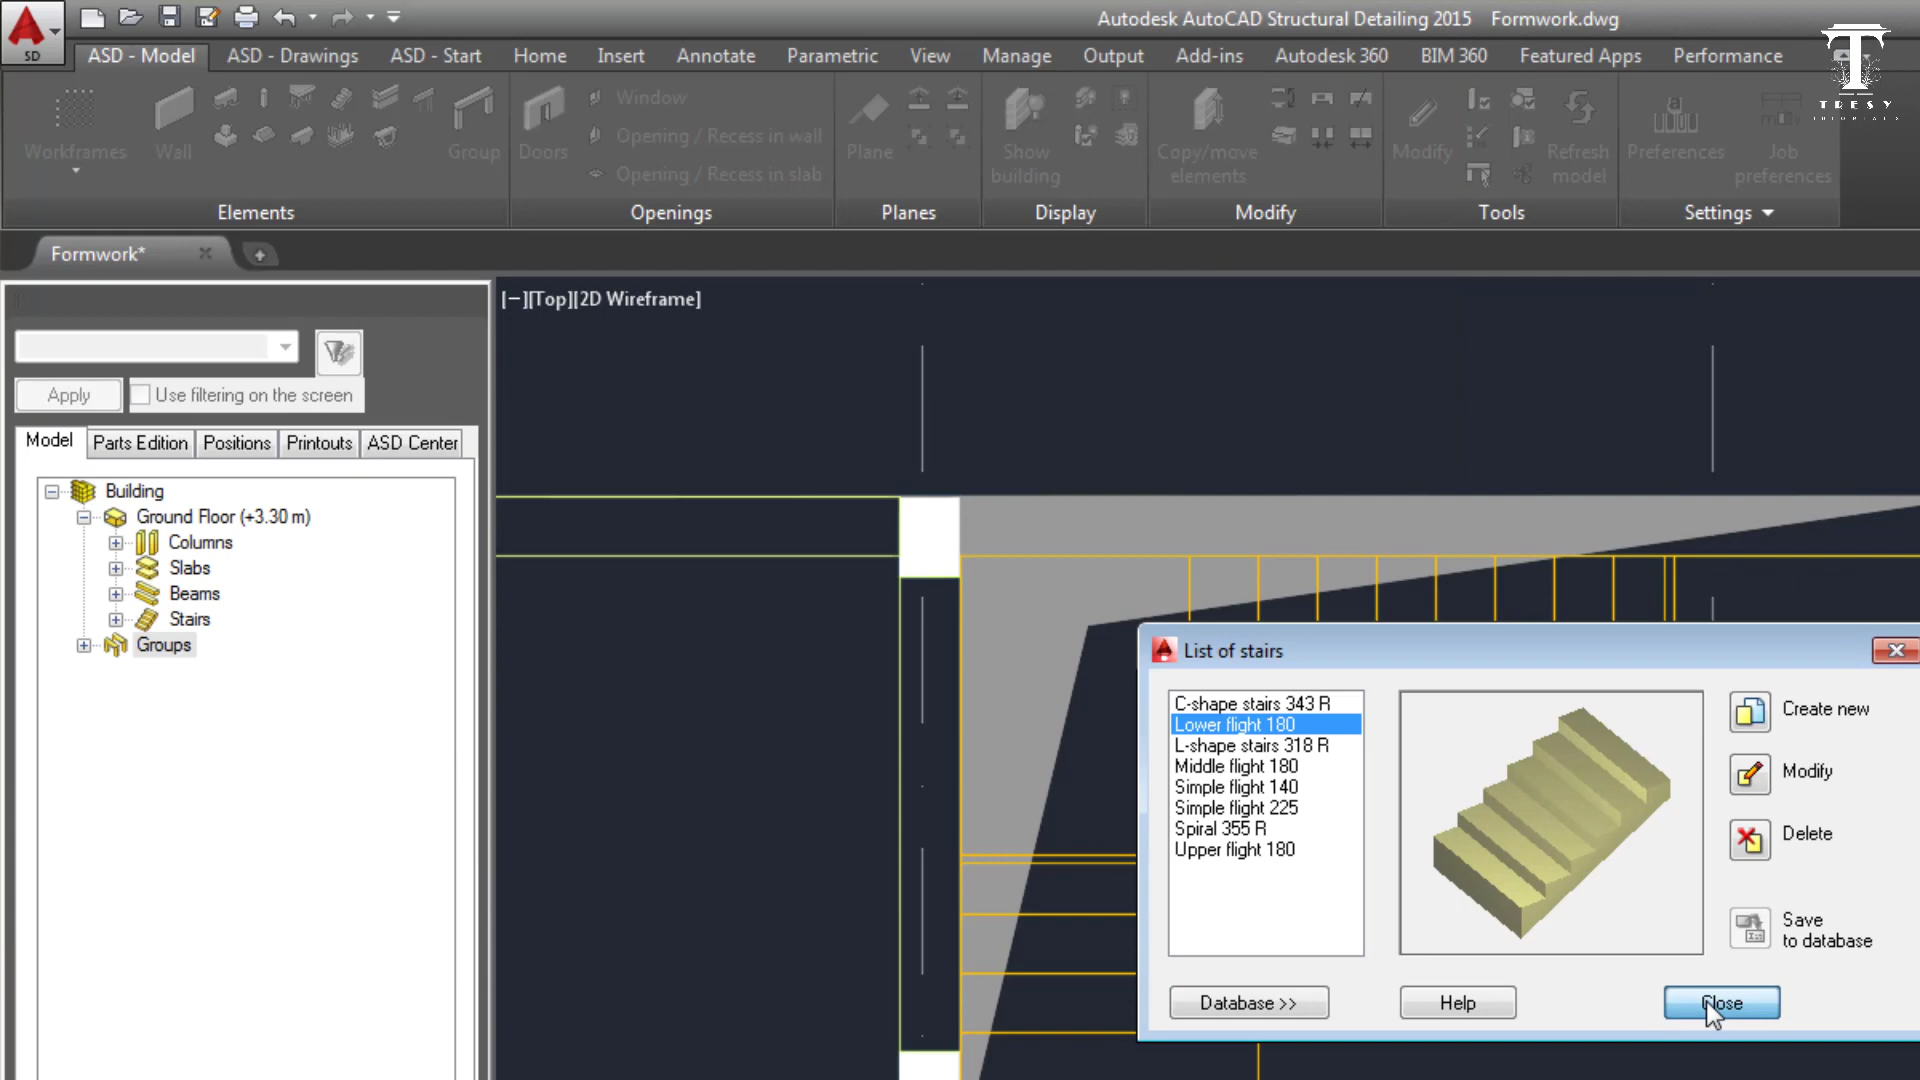 Autodesk AutoCAD Structural Detailing 2015 Formwork.dwg
SD
ASD - Model ASD - Drawings ASD - Start Home Insert Annotate Parametric View Manage Output Add-ins Autodesk 360 BIM 360 Featured Apps Performance
T
TRESY
TUTORIALS
Workframes Wall Group Doors
Window
Opening / Recess in wall
Opening / Recess in slab
Plane
Show building
Copy/move elements
Modify
Refresh model
Preferences
Job preferences
Elements Openings Planes Display Modify Tools Settings
Formwork*
[−][Top][2D Wireframe]
Apply Use filtering on the screen
Model Parts Edition Positions Printouts ASD Center
Building
Ground Floor (+3.30 m)
Columns
Slabs
Beams
Stairs
Groups
List of stairs
C-shape stairs 343 R
Lower flight 180
L-shape stairs 318 R
Middle flight 180
Simple flight 140
Simple flight 225
Spiral 355 R
Upper flight 180
Create new
Modify
Delete
Save
to database
Database >> Help Close